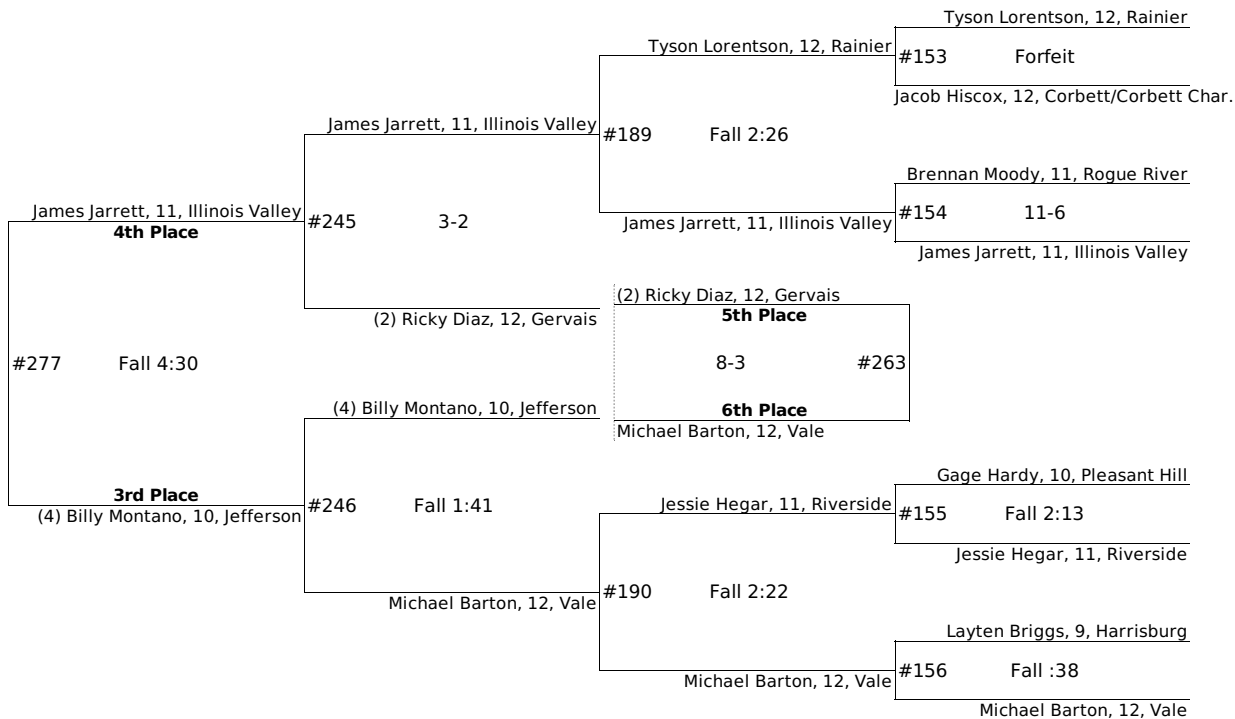 Tyson Lorentson, 12, Rainier
Tyson Lorentson, 12, Rainier
#153 Forfeit
Jacob Hiscox, 12, Corbett/Corbett Char.
James Jarrett, 11, Illinois Valley
#189 Fall 2:26
Brennan Moody, 11, Rogue River
James Jarrett, 11, Illinois Valley
4th Place
#245 3-2
James Jarrett, 11, Illinois Valley
#154 11-6
James Jarrett, 11, Illinois Valley
(2) Ricky Diaz, 12, Gervais
(2) Ricky Diaz, 12, Gervais
5th Place
#277 Fall 4:30
8-3 #263
(4) Billy Montano, 10, Jefferson
6th Place
Michael Barton, 12, Vale
Gage Hardy, 10, Pleasant Hill
3rd Place
(4) Billy Montano, 10, Jefferson
#246 Fall 1:41
Jessie Hegar, 11, Riverside
#155 Fall 2:13
Jessie Hegar, 11, Riverside
Michael Barton, 12, Vale
#190 Fall 2:22
Layten Briggs, 9, Harrisburg
Michael Barton, 12, Vale
#156 Fall :38
Michael Barton, 12, Vale